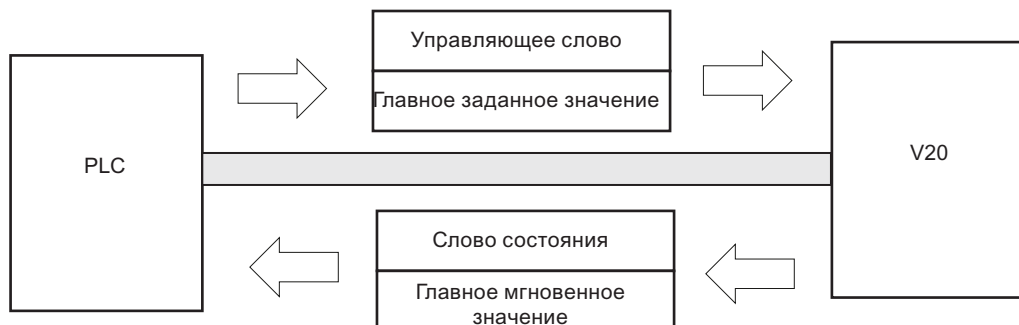 Управляющее слово
Главное заданное значение
PLC
V20
Слово состояния
Главное мгновенное
значение